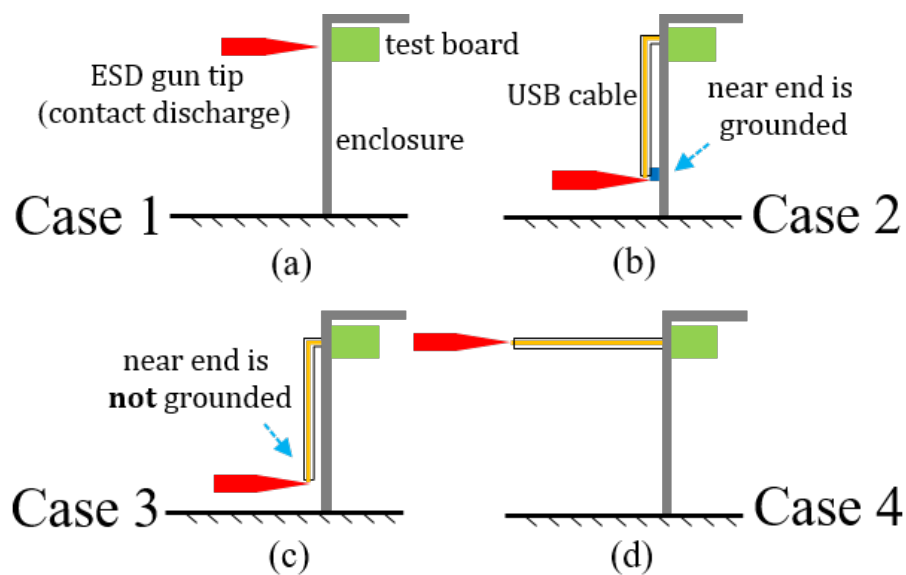 test board
ESD gun tip
(contact discharge)
enclosure
Case 1
(a)
USB cable
near end is
grounded
Case 2
(b)
near end is
not grounded
Case 3
(c)
Case 4
(d)